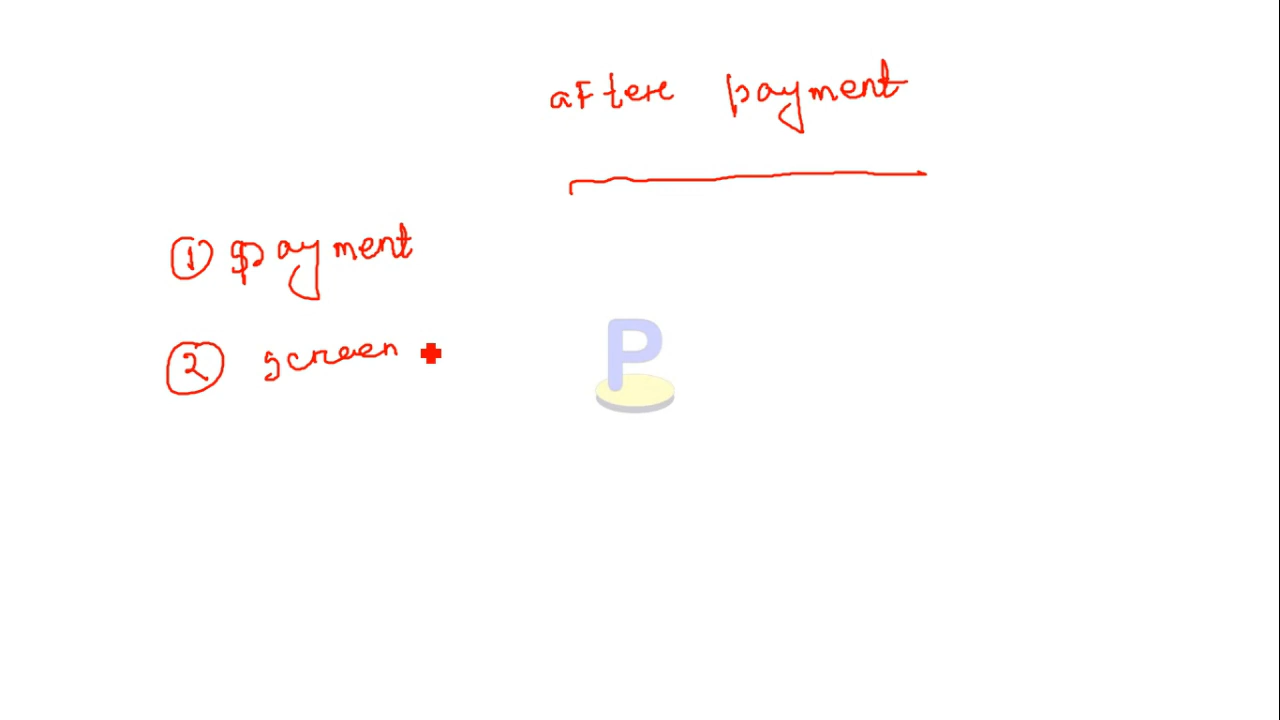 after payment
① payment
② screen
P